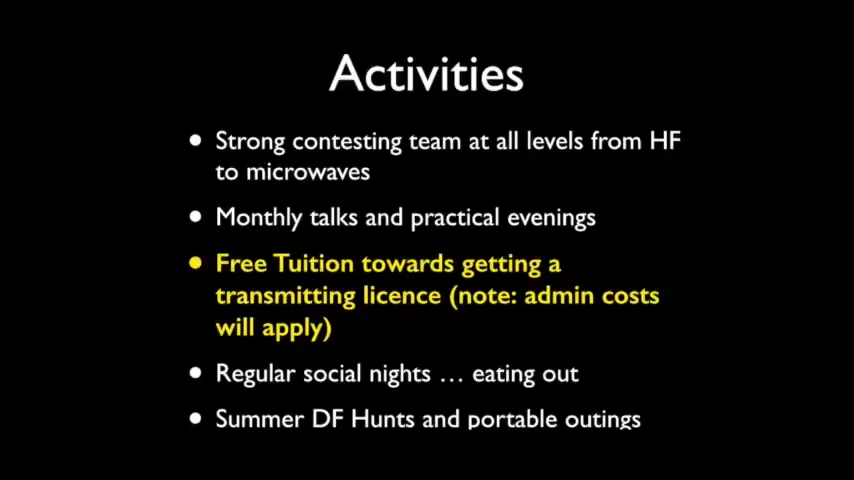 Activities
• Strong contesting team at all levels from HF
to microwaves
• Monthly talks and practical evenings
• Free Tuition towards getting a
transmitting licence (note: admin costs
will apply)
• Regular social nights … eating out
• Summer DF Hunts and portable outings